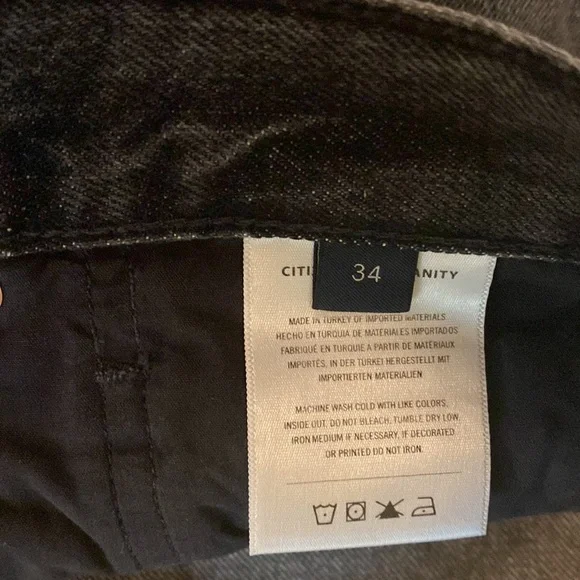 34
CITI ANITY
MADE IN TURKEY OF IMPORTED MATERIALS
HECHO EN TURQUIA DE MATERIALES IMPORTADOS
FABRIQUÉ EN TURQUIE A PARTIR DE MATÉRIAUX
IMPORTÉS, IN DER TURKEI HERGESTELLT MIT
IMPORTIERTEN MATERIALIEN
MACHINE WASH COLD WITH LIKE COLORS,
INSIDE OUT. DO NOT BLEACH. TUMBLE DRY LOW.
IRON MEDIUM IF NECESSARY, IF DECORATED
OR PRINTED DO NOT IRON.